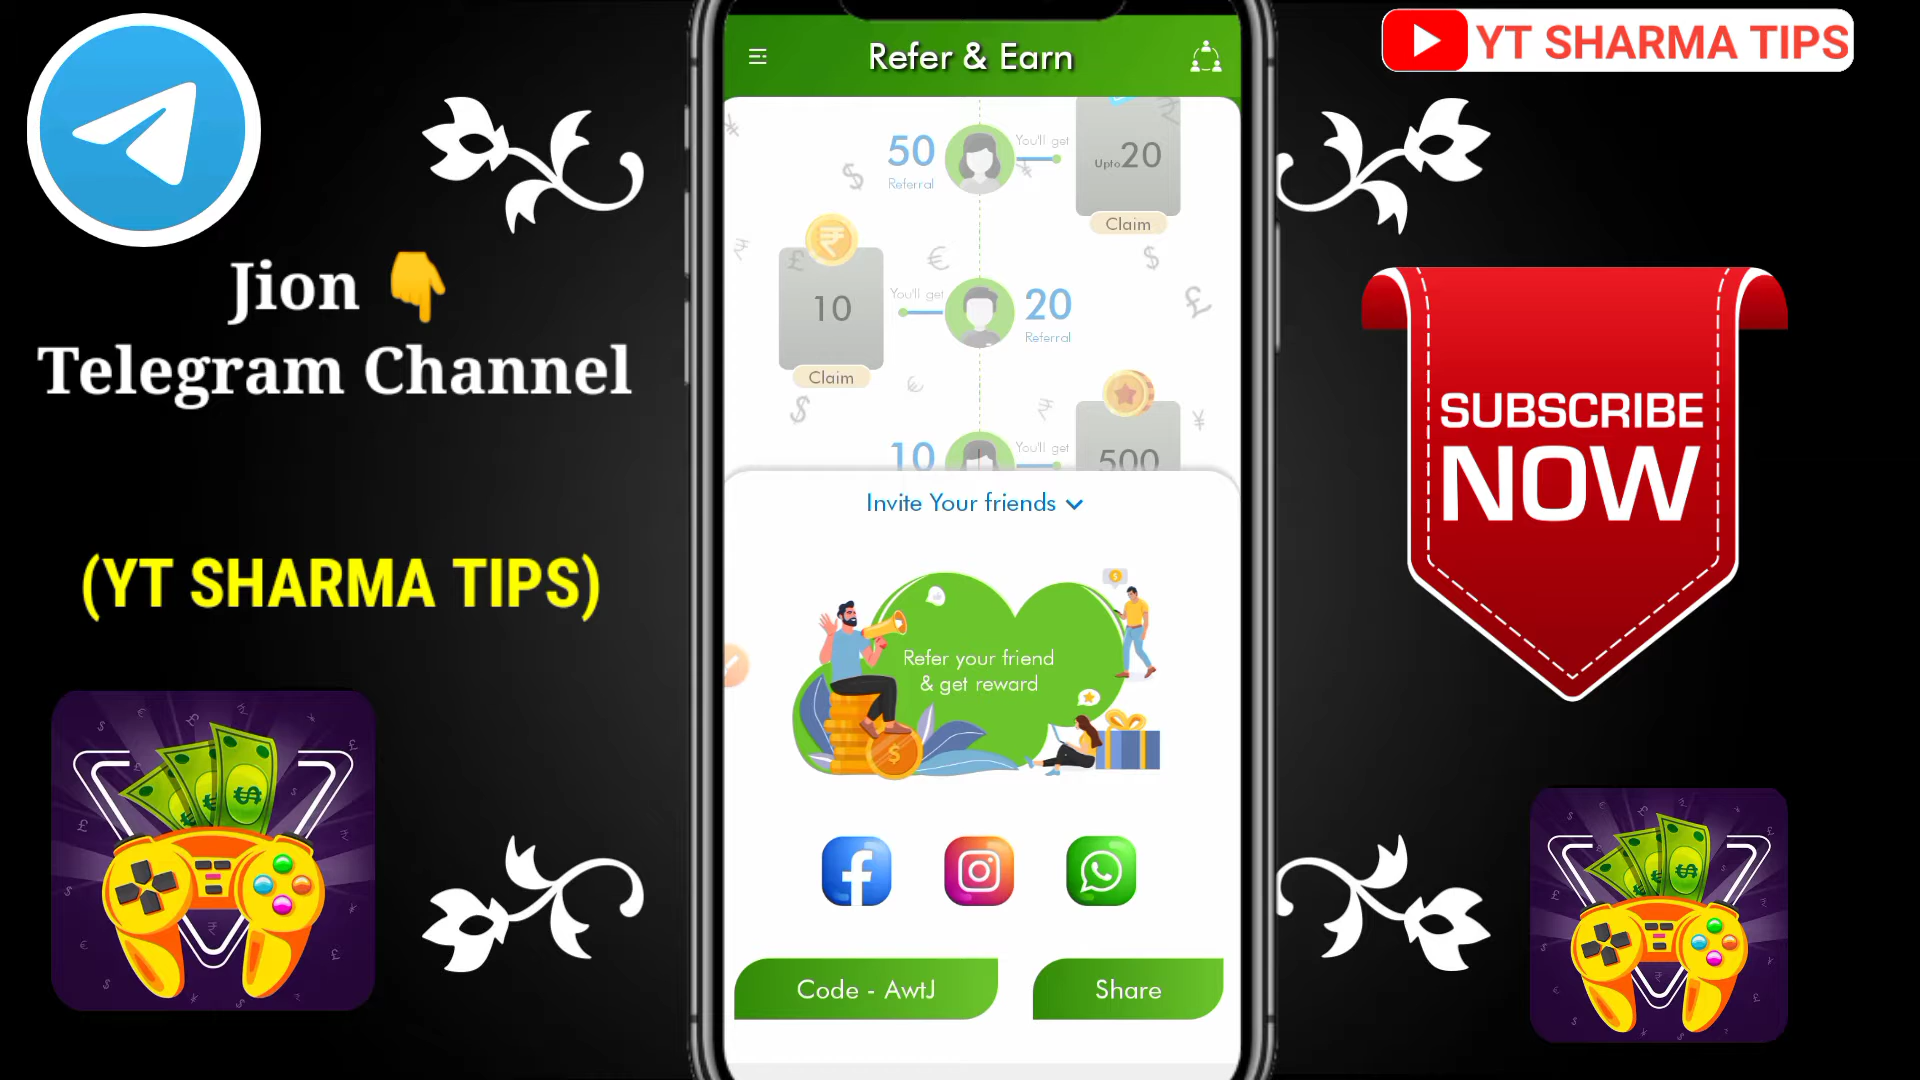 YT SHARMA TIPS
Jion 👇
Telegram Channel
(YT SHARMA TIPS)
Refer & Earn
50
Referral
You'll get
Upto 20
Claim
10
Claim
You'll get
20
Referral
10
You'll get
500
Invite Your friends
Refer your friend
& get reward
Code - AwtJ
Share
SUBSCRIBE
NOW